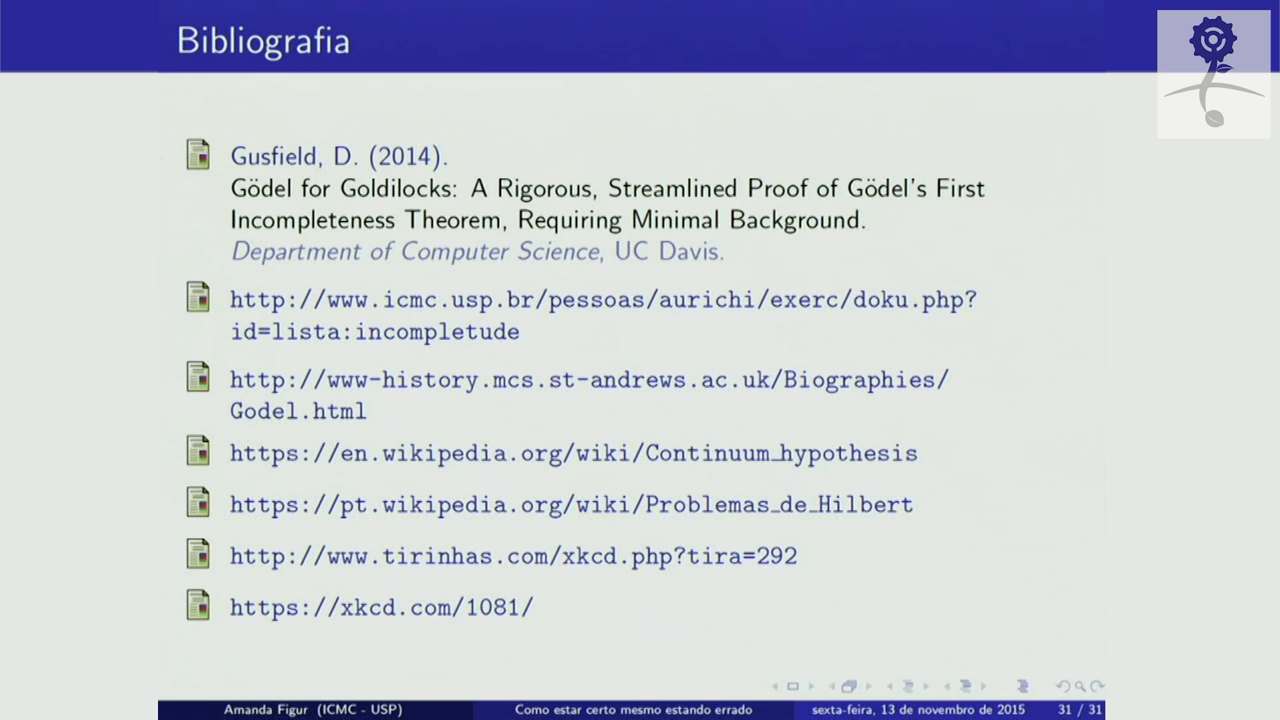 Bibliografia
Gusfield, D. (2014).
Gödel for Goldilocks: A Rigorous, Streamlined Proof of Gödel's First
Incompleteness Theorem, Requiring Minimal Background.
Department of Computer Science, UC Davis.
http://www.icmc.usp.br/pessoas/aurichi/exerc/doku.php?
id=lista:incompletude
http://www-history.mcs.st-andrews.ac.uk/Biographies/
Godel.html
https://en.wikipedia.org/wiki/Continuum_hypothesis
https://pt.wikipedia.org/wiki/Problemas_de_Hilbert
http://www.tirinhas.com/xkcd.php?tira=292
https://xkcd.com/1081/
Amanda Figur (ICMC - USP) Como estar certo mesmo estando errado sexta-feira, 13 de novembro de 2015 31 / 31